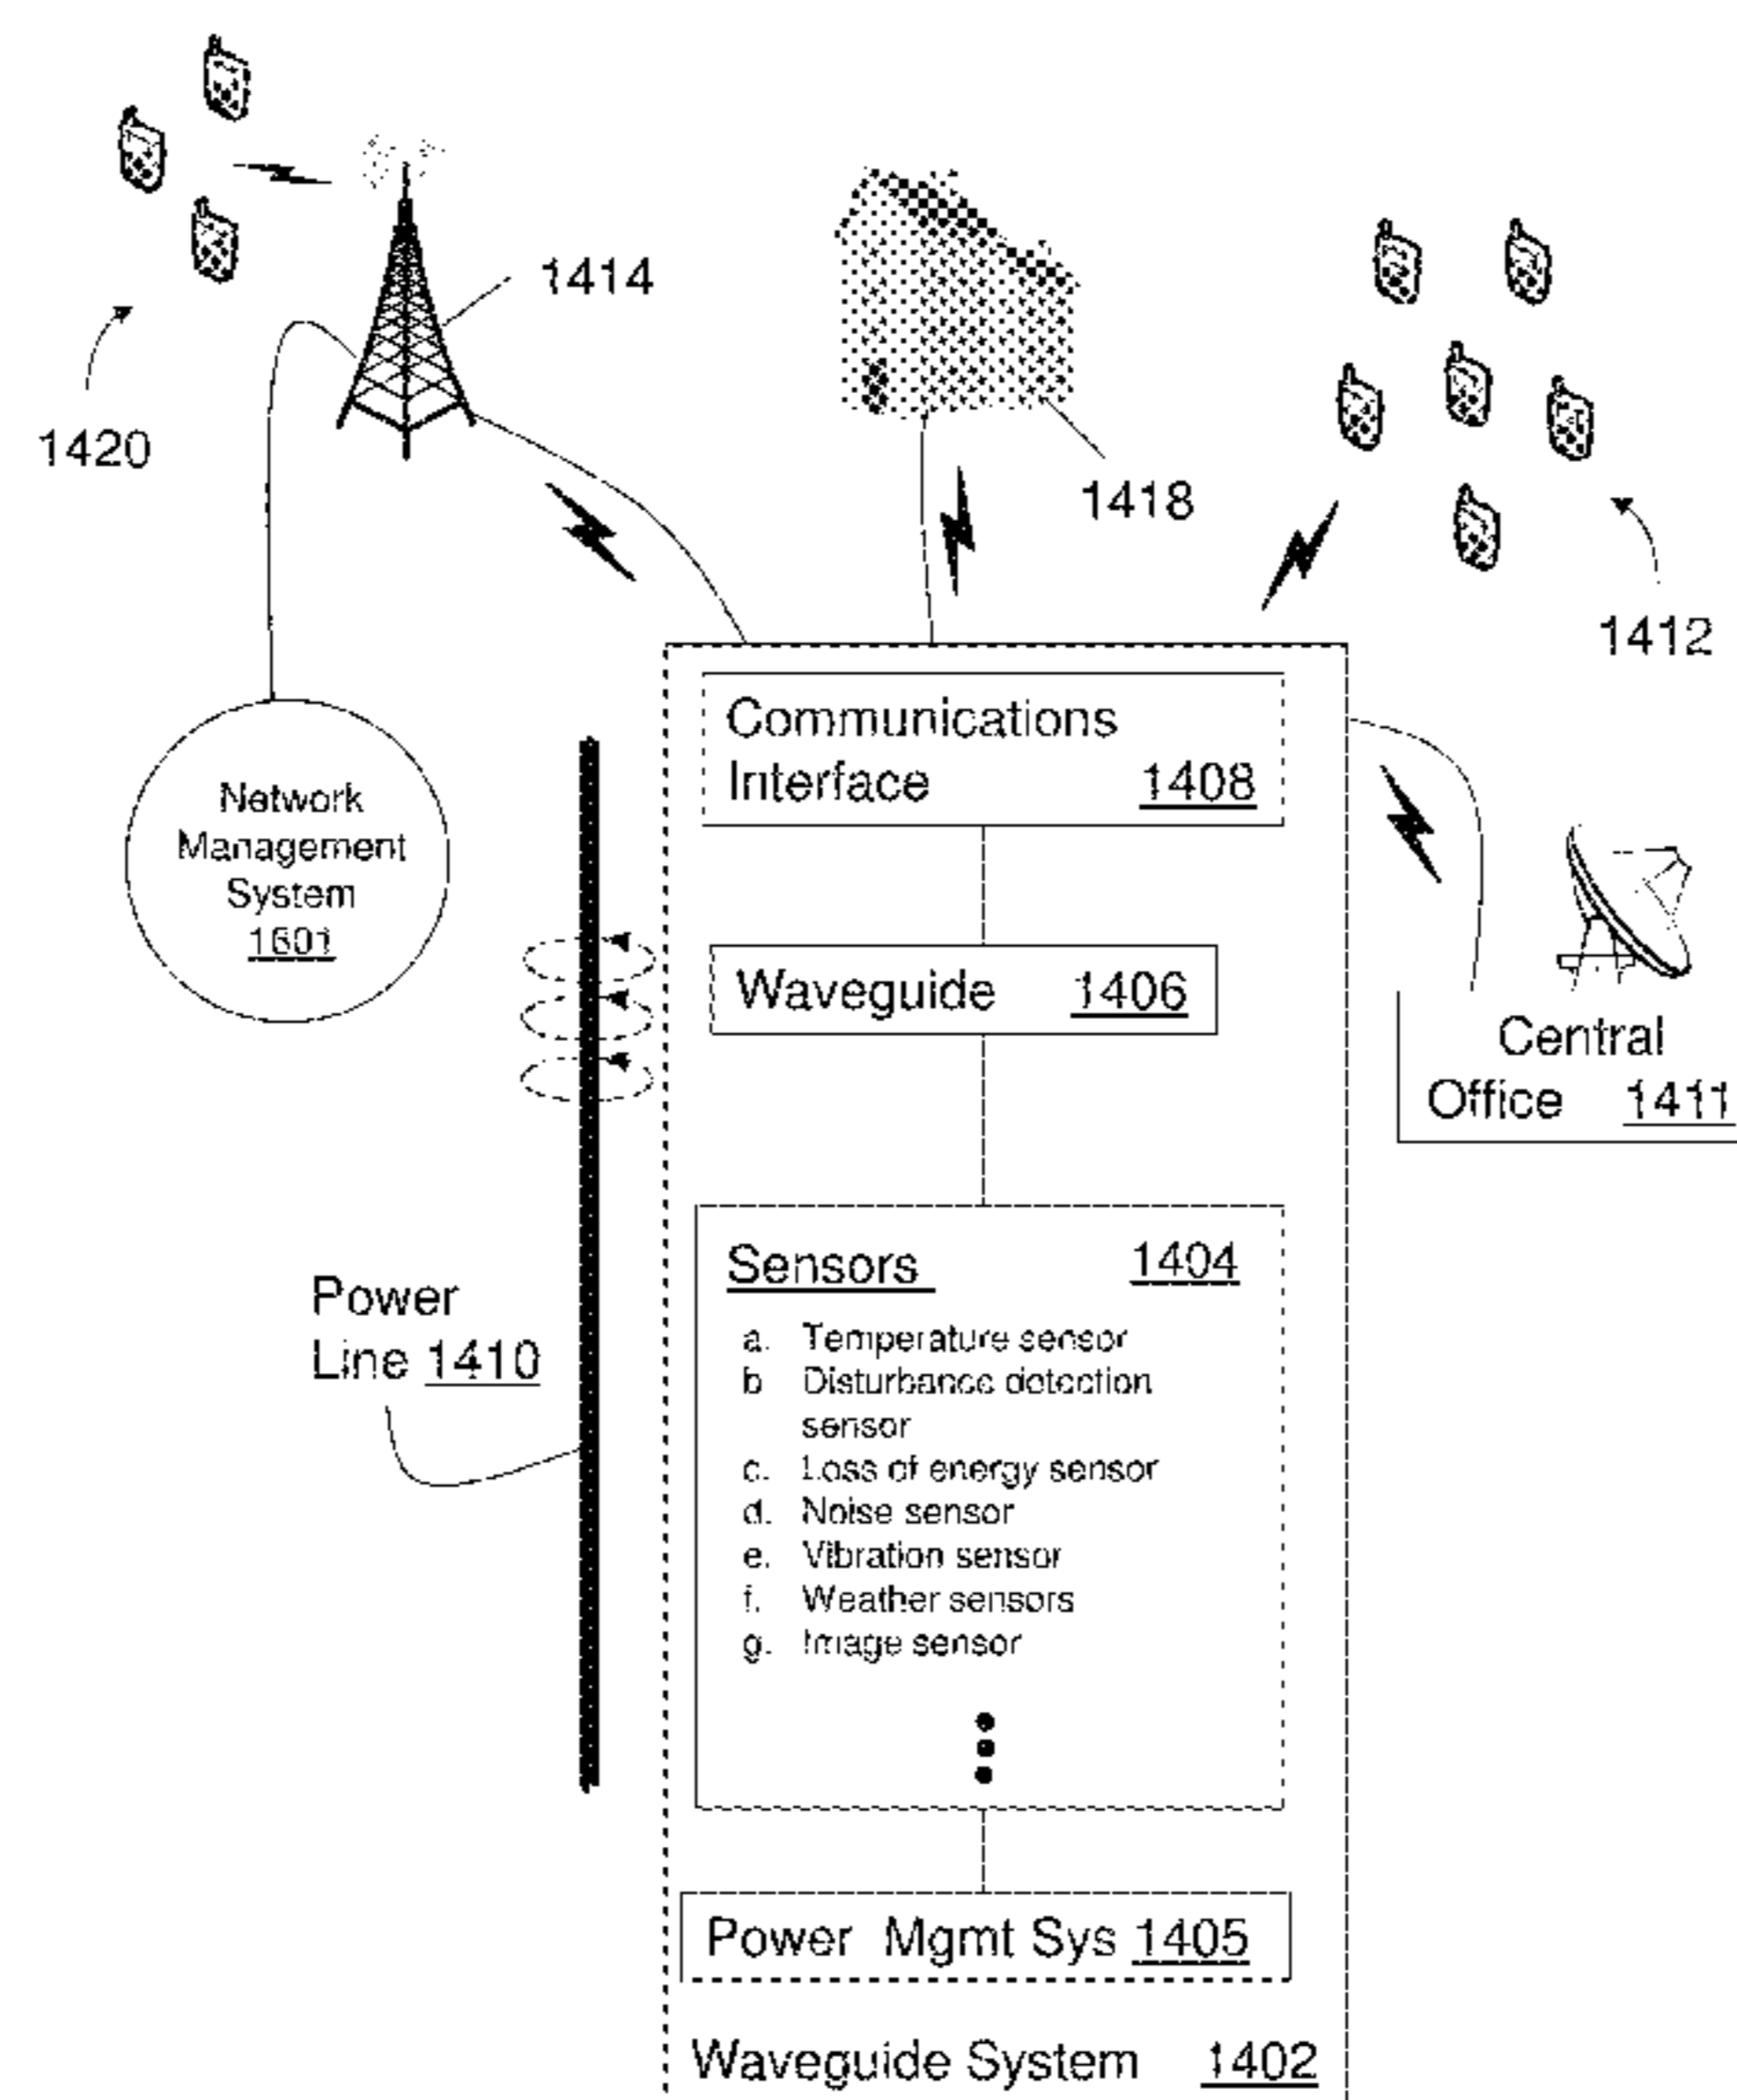 1414
1420
1418
1412
Communications
Interface 1408
Network
Management
System
1601
Waveguide 1406
Central
Office 1411
Sensors 1404
a. Temperature sensor
b Disturbance detection
sensor
c. Loss of energy sensor
d. Noise sensor
e. Vibration sensor
f. Weather sensors
g. Image sensor
Power
Line 1410
Power Mgmt Sys 1405
Waveguide System 1402